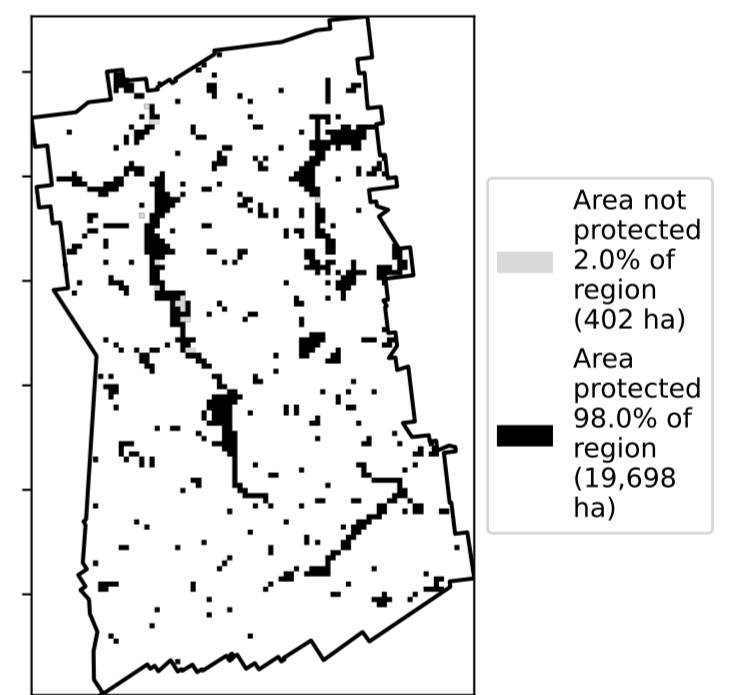 Area not
protected
2.0% of
region
(402 ha)
Area
protected
98.0% of
region
(19,698
ha)